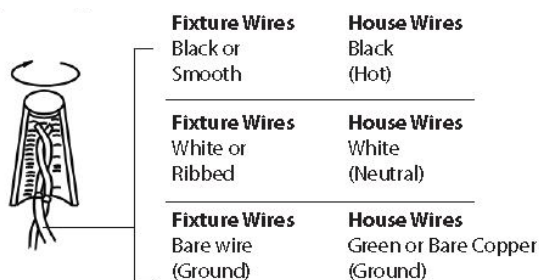 Fixture Wires House Wires
Black or Black
Smooth (Hot)
Fixture Wires House Wires
White or White
Ribbed (Neutral)
Fixture Wires House Wires
Bare wire Green or Bare Copper
(Ground) (Ground)